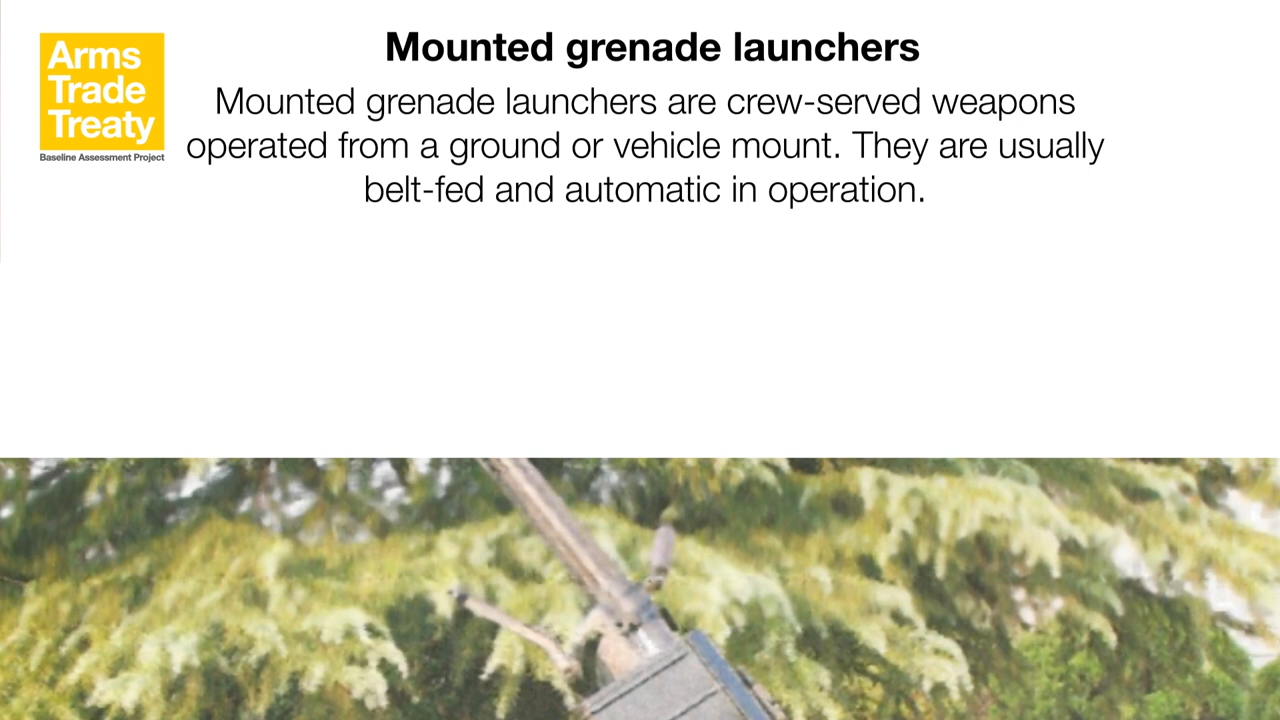 Arms
Trade
Treaty
Baseline Assessment Project
Mounted grenade launchers
Mounted grenade launchers are crew-served weapons
operated from a ground or vehicle mount. They are usually
belt-fed and automatic in operation.